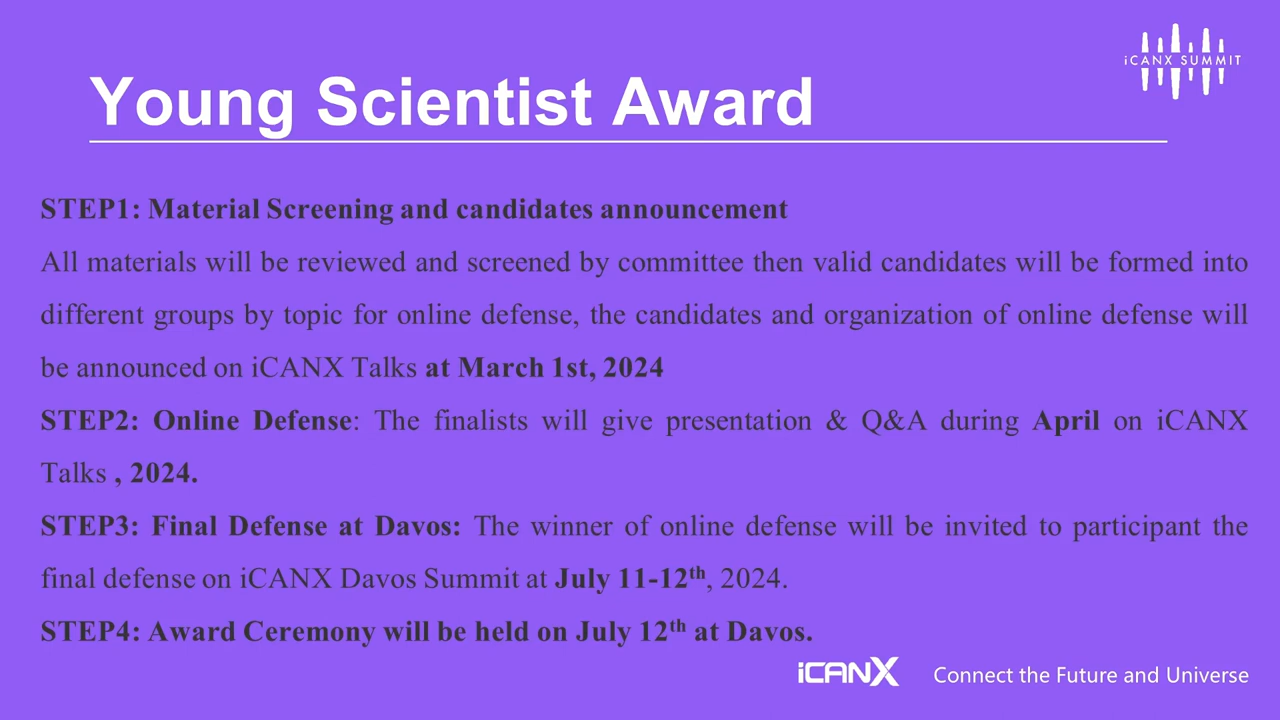 iCANX SUMMIT
Young Scientist Award
STEP1: Material Screening and candidates announcement
All materials will be reviewed and screened by committee then valid candidates will be formed into
different groups by topic for online defense, the candidates and organization of online defense will
be announced on iCANX Talks at March 1st, 2024
STEP2: Online Defense: The finalists will give presentation & Q&A during April on iCANX
Talks , 2024.
STEP3: Final Defense at Davos: The winner of online defense will be invited to participant the
final defense on iCANX Davos Summit at July 11-12th, 2024.
STEP4: Award Ceremony will be held on July 12th at Davos.
iCANX Connect the Future and Universe